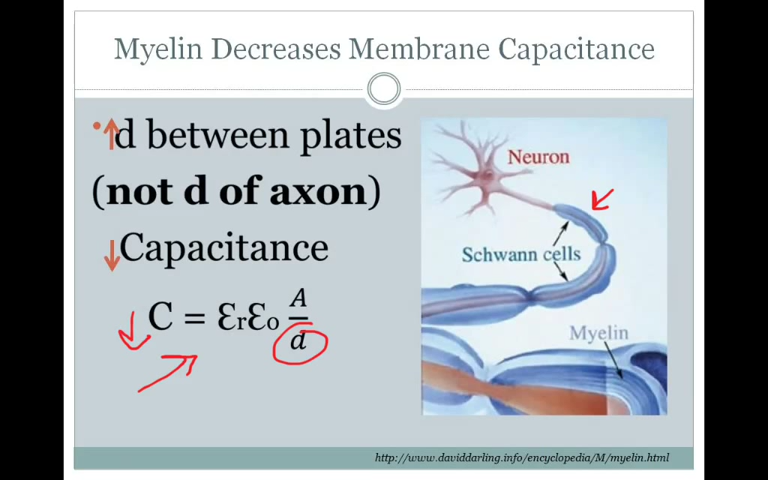 Myelin Decreases Membrane Capacitance
•↑d between plates
(not d of axon)
↓Capacitance
C = Ɛrεo A/d
Neuron
Schwann cells
Myelin
http://www.daviddarling.info/encyclopedia/M/myelin.html